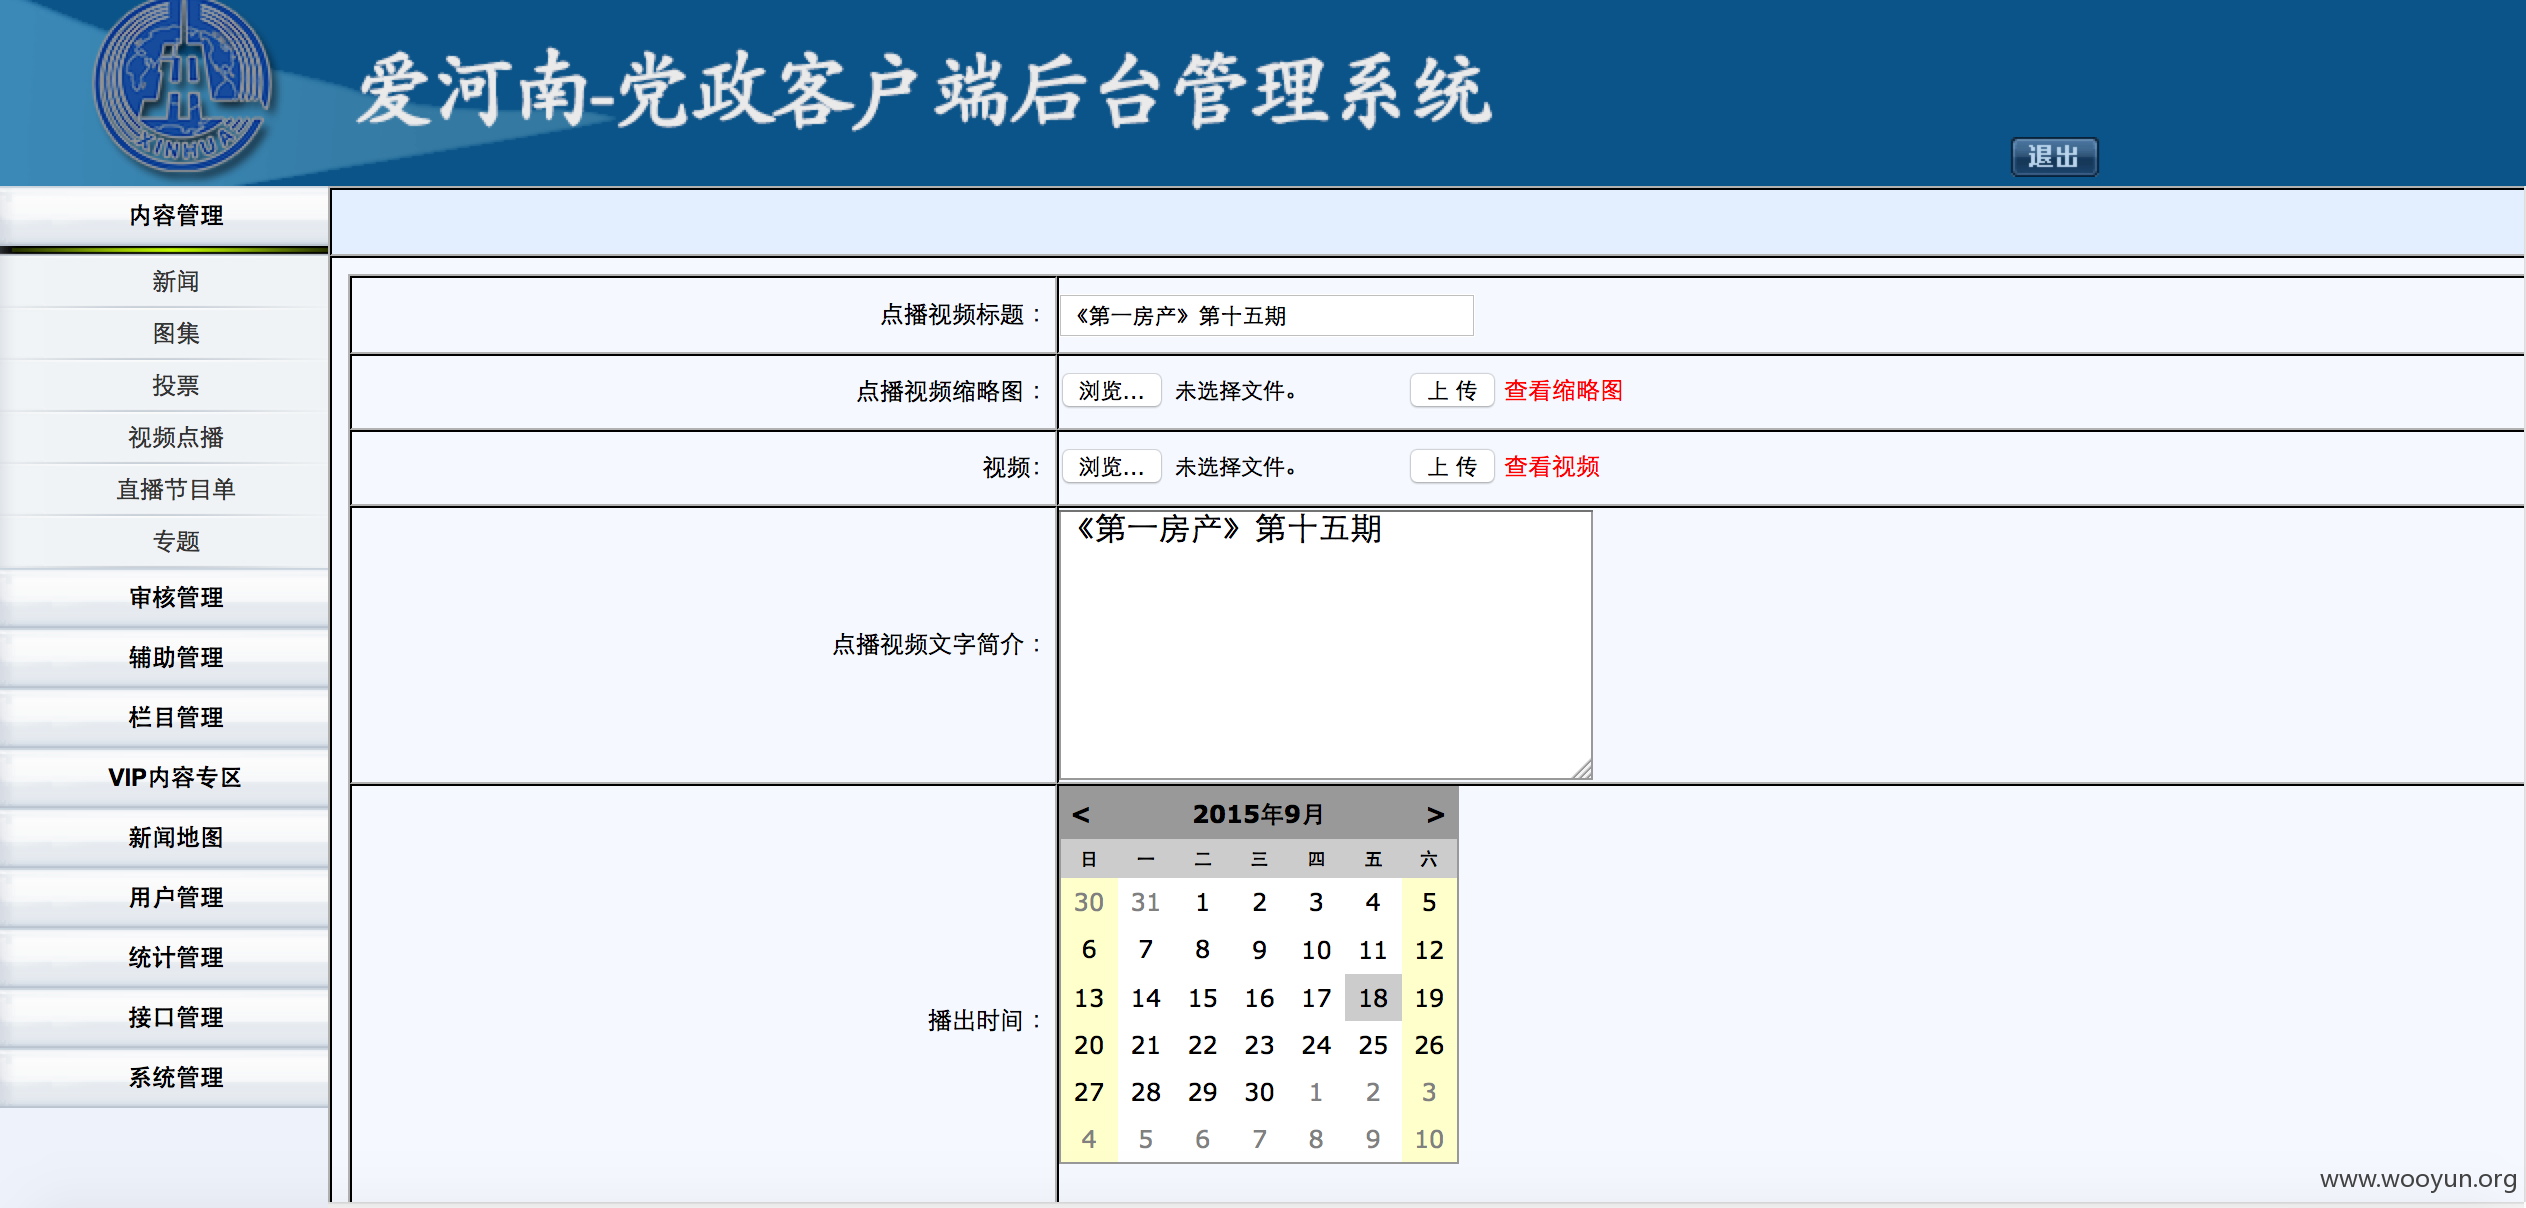 XINHUA
爱河南-党政客户端后台管理系统
退出
内容管理
新闻
图集
投票
视频点播
直播节目单
专题
审核管理
辅助管理
栏目管理
VIP内容专区
新闻地图
用户管理
统计管理
接口管理
系统管理
点播视频标题： 《第一房产》第十五期
点播视频缩略图： 浏览... 未选择文件。 上 传 查看缩略图
视频： 浏览... 未选择文件。 上 传 查看视频
点播视频文字简介： 《第一房产》第十五期
播出时间：
< 2015年9月 >
日 一 二 三 四 五 六
30 31 1 2 3 4 5
6 7 8 9 10 11 12
13 14 15 16 17 18 19
20 21 22 23 24 25 26
27 28 29 30 1 2 3
4 5 6 7 8 9 10
www.wooyun.org